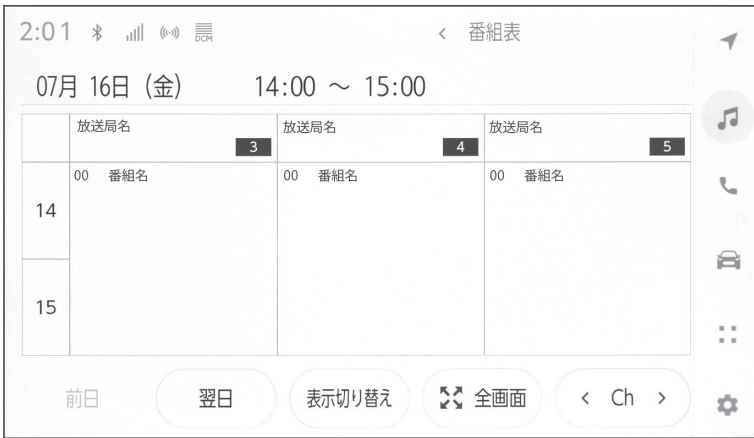 2:01 DCM < 番組表
07月 16日 (金) 14:00 ~ 15:00
放送局名 3 放送局名 4 放送局名 5
14 00 番組名 00 番組名 00 番組名
15
前日 翌日 表示切り替え 全画面 < Ch >